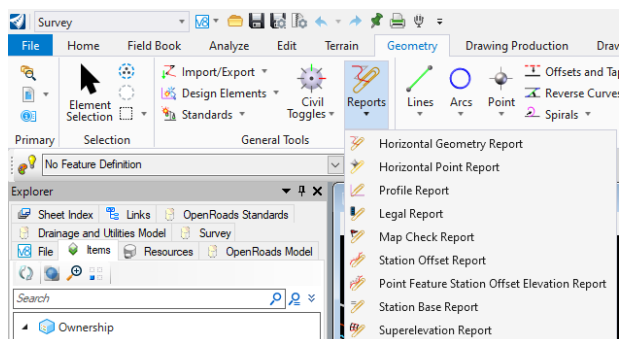 Survey
File Home Field Book Analyze Edit Terrain Geometry Drawing Production Draw
Import/Export
Design Elements
Standards
Element Selection
Civil Toggles
Reports
Lines
Arcs
Point
Offsets and Tap
Reverse Curves
Spirals
Primary Selection General Tools
No Feature Definition
Horizontal Geometry Report
Horizontal Point Report
Profile Report
Legal Report
Map Check Report
Station Offset Report
Point Feature Station Offset Elevation Report
Station Base Report
Superelevation Report
Explorer
Sheet Index Links OpenRoads Standards
Drainage and Utilities Model Survey
File Items Resources OpenRoads Model
Search
Ownership